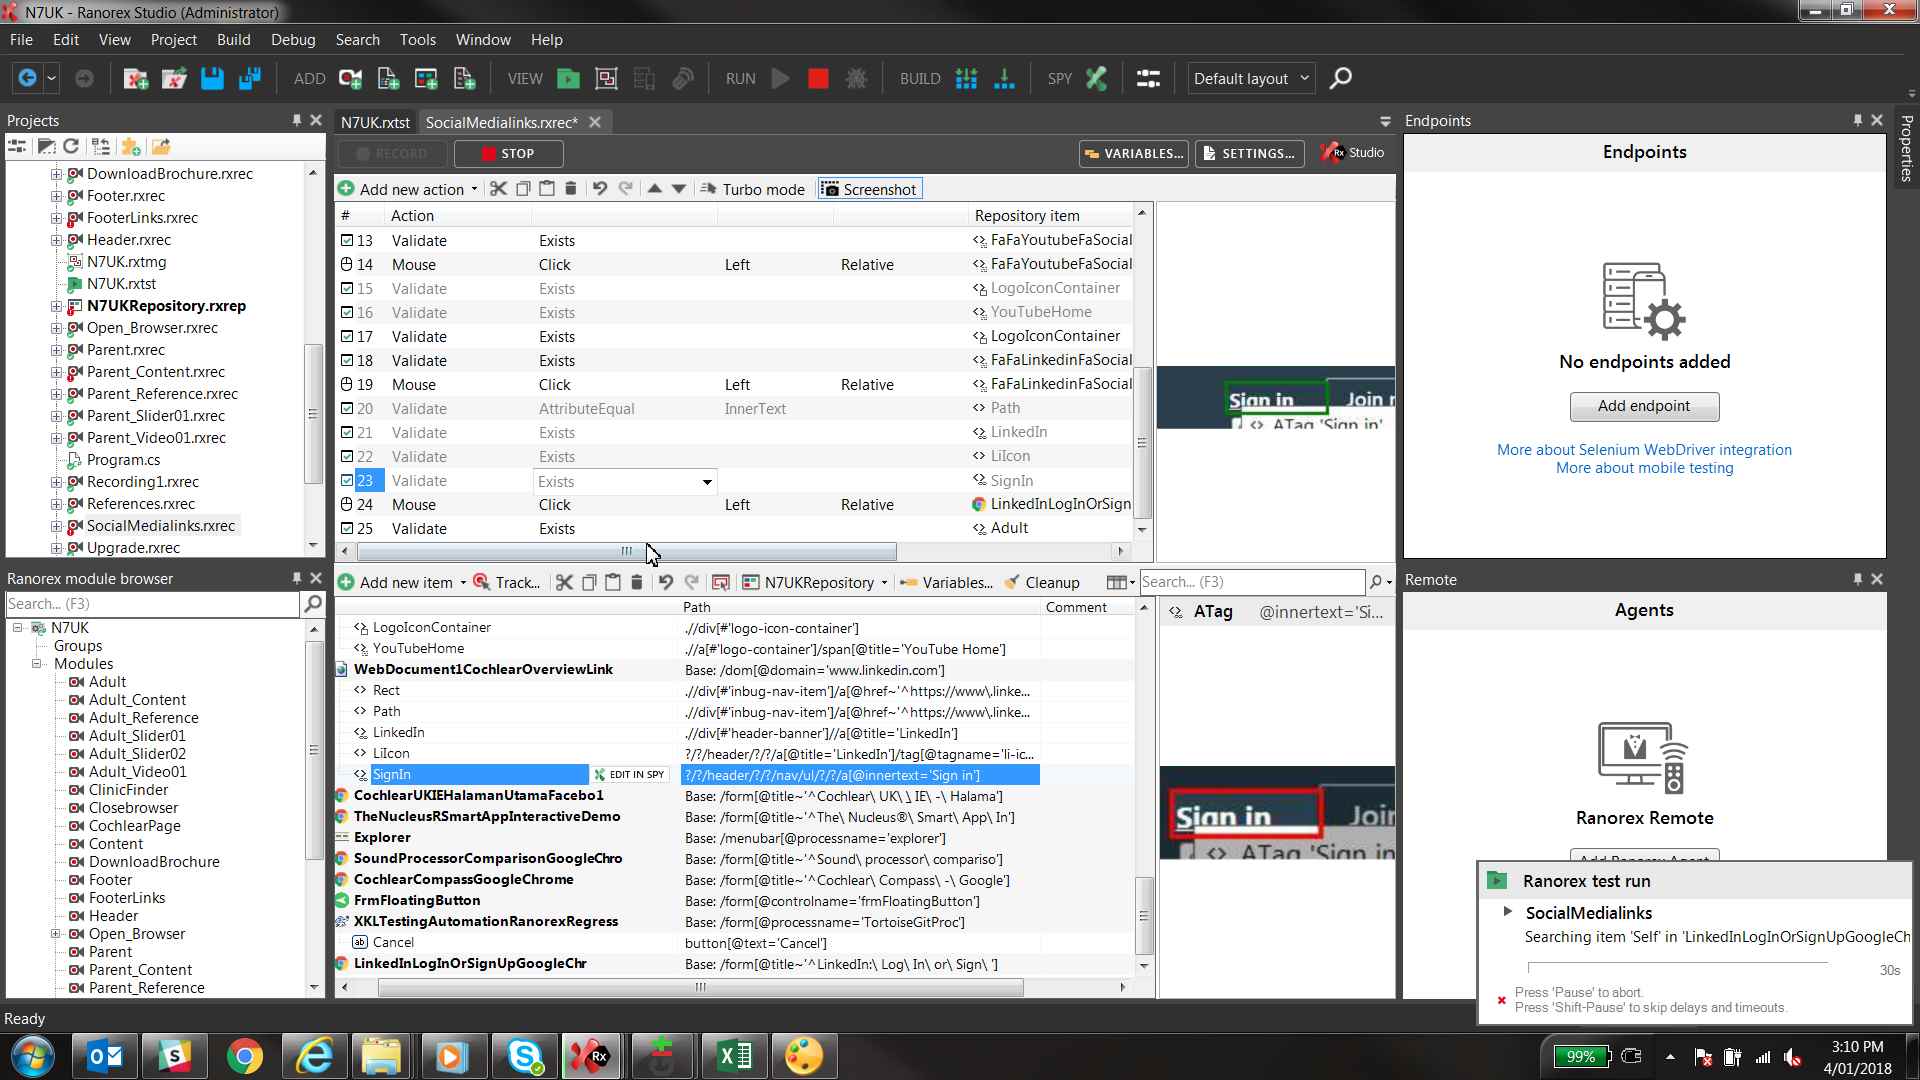 N7UK - Ranorex Studio (Administrator)
File Edit View Project Build Debug Search Tools Window Help
ADD VIEW RUN BUILD SPY Default layout
Projects
DownloadBrochure.rxrec
Footer.rxrec
FooterLinks.rxrec
Header.rxrec
N7UK.rxtmg
N7UK.rxtst
N7UKRepository.rxrep
Open_Browser.rxrec
Parent.rxrec
Parent_Content.rxrec
Parent_Reference.rxrec
Parent_Slider01.rxrec
Parent_Video01.rxrec
Program.cs
Recording1.rxrec
References.rxrec
SocialMedialinks.rxrec
Upgrade.rxrec
Ranorex module browser
Search... (F3)
N7UK
Groups
Modules
Adult
Adult_Content
Adult_Reference
Adult_Slider01
Adult_Slider02
Adult_Video01
ClinicFinder
Closebrowser
CochlearPage
Content
DownloadBrochure
Footer
FooterLinks
Header
Open_Browser
Parent
Parent_Content
Parent_Reference
N7UK.rxtst SocialMedialinks.rxrec*
RECORD STOP VARIABLES... SETTINGS... Rx Studio
Add new action Turbo mode Screenshot
# Action Repository item
13 Validate Exists FaFaYoutubeFaSocial
14 Mouse Click Left Relative FaFaYoutubeFaSocial
15 Validate Exists LogoIconContainer
16 Validate Exists YouTubeHome
17 Validate Exists LogoIconContainer
18 Validate Exists FaFaLinkedinFaSocial
19 Mouse Click Left Relative FaFaLinkedinFaSocial
20 Validate AttributeEqual InnerText Path
21 Validate Exists LinkedIn
22 Validate Exists LiIcon
23 Validate Exists SignIn
24 Mouse Click Left Relative LinkedInLogInOrSign
25 Validate Exists Adult
Sign in Join
<> ATag 'Sign in'
Add new item Track... N7UKRepository Variables... Cleanup Search... (F3)
Path Comment
LogoIconContainer .//div[#'logo-icon-container']
YouTubeHome .//a[#'logo-container']/span[@title='YouTube Home']
WebDocument1CochlearOverviewLink Base: /dom[@domain='www.linkedin.com']
Rect .//div[#'inbug-nav-item']/a[@href~'^https://www\.linke...
Path .//div[#'inbug-nav-item']/a[@href~'^https://www\.linke...
LinkedIn .//div[#'header-banner']//a[@title='LinkedIn']
LiIcon ?/?/header/?/?/a[@title='LinkedIn']/tag[@tagname='li-ic...
SignIn EDIT IN SPY ?/?/header/?/?/nav/ul/?/?/a[@innertext='Sign in']
CochlearUKIEHalamanUtamaFacebo1 Base: /form[@title~'^Cochlear\ UK\ \ IE\ -\ Halama']
TheNucleusRSmartAppInteractiveDemo Base: /form[@title~'^The\ Nucleus®\ Smart\ App\ In']
Explorer Base: /menubar[@processname='explorer']
SoundProcessorComparisonGoogleChro Base: /form[@title~'^Sound\ processor\ compariso']
CochlearCompassGoogleChrome Base: /form[@title~'^Cochlear\ Compass\ -\ Google']
FrmFloatingButton Base: /form[@controlname='frmFloatingButton']
XKLTestingAutomationRanorexRegress Base: /form[@processname='TortoiseGitProc']
Cancel button[@text='Cancel']
LinkedInLogInOrSignUpGoogleChr Base: /form[@title~'^LinkedIn:\ Log\ In\ or\ Sign\ ']
<> ATag @innertext='Si...
Sign in Join
<> ATag 'Sign in
Endpoints
Endpoints
No endpoints added
Add endpoint
More about Selenium WebDriver integration
More about mobile testing
Properties
Remote
Agents
Ranorex Remote
Add Ranorex Agent
Ranorex test run
SocialMedialinks
Searching item 'Self' in 'LinkedInLogInOrSignUpGoogleCh
30s
Press 'Pause' to abort.
Press 'Shift-Pause' to skip delays and timeouts.
Ready
99%
3:10 PM
4/01/2018